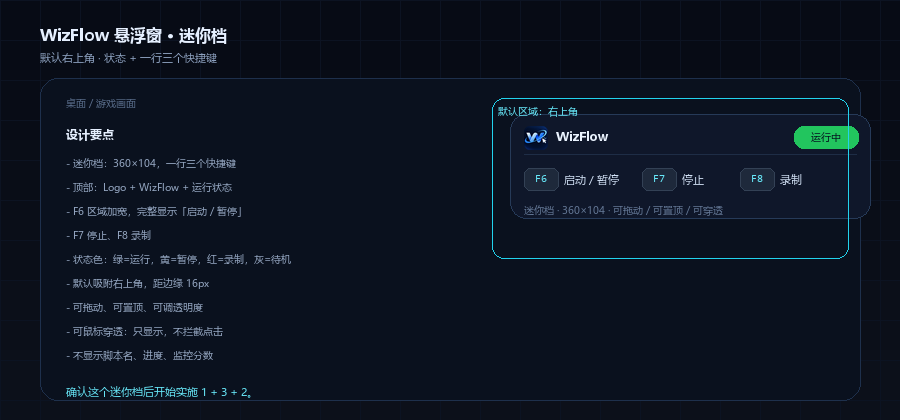 WizFlow 悬浮窗 · 迷你档
默认右上角 · 状态 + 一行三个快捷键
桌面 / 游戏画面
设计要点
- 迷你档：360×104，一行三个快捷键
- 顶部：Logo + WizFlow + 运行状态
- F6 区域加宽，完整显示「启动 / 暂停」
- F7 停止、F8 录制
- 状态色：绿=运行，黄=暂停，红=录制，灰=待机
- 默认吸附右上角，距边缘 16px
- 可拖动、可置顶、可调透明度
- 可鼠标穿透：只显示，不拦截点击
- 不显示脚本名、进度、监控分数
确认这个迷你档后开始实施 1 + 3 + 2。
默认区域：右上角
WizFlow 运行中
F6 启动 / 暂停 F7 停止 F8 录制
迷你档 · 360×104 · 可拖动 / 可置顶 / 可穿透